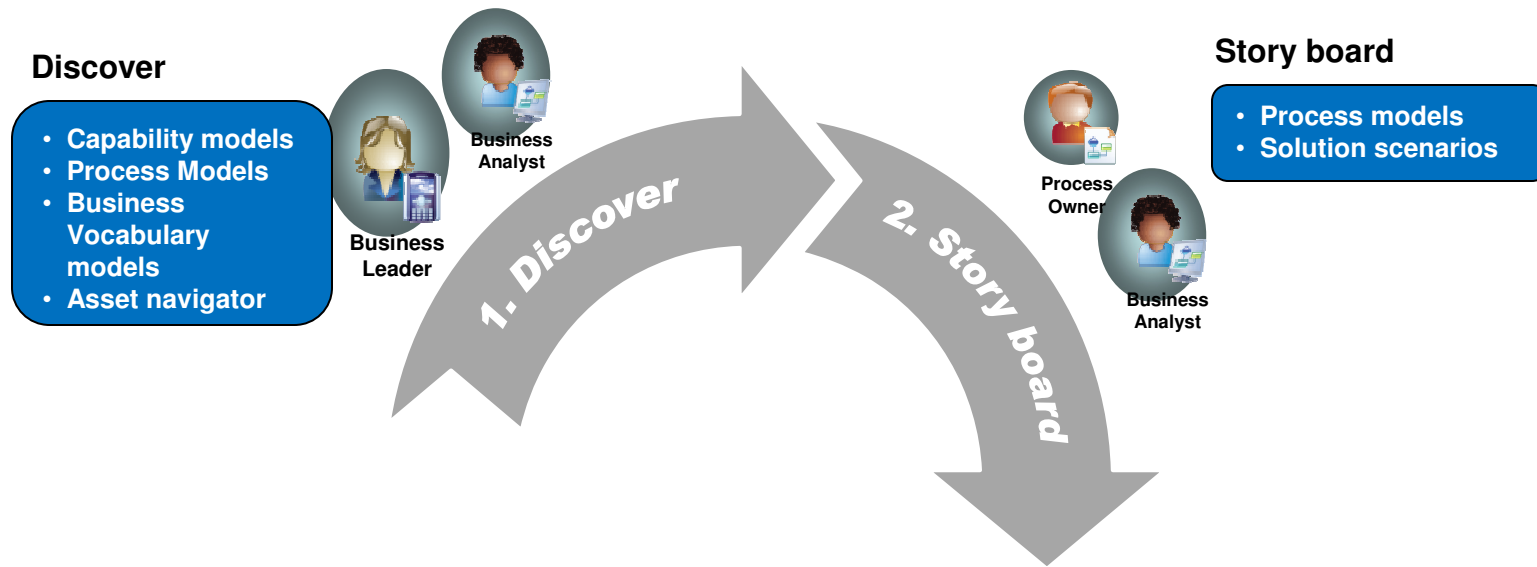 Discover
• Capability models
• Process Models
• Business
Vocabulary
models
• Asset navigator
Business
Leader
Business
Analyst
1. Discover
2. Story board
Process
Owner
Business
Analyst
Story board
• Process models
• Solution scenarios